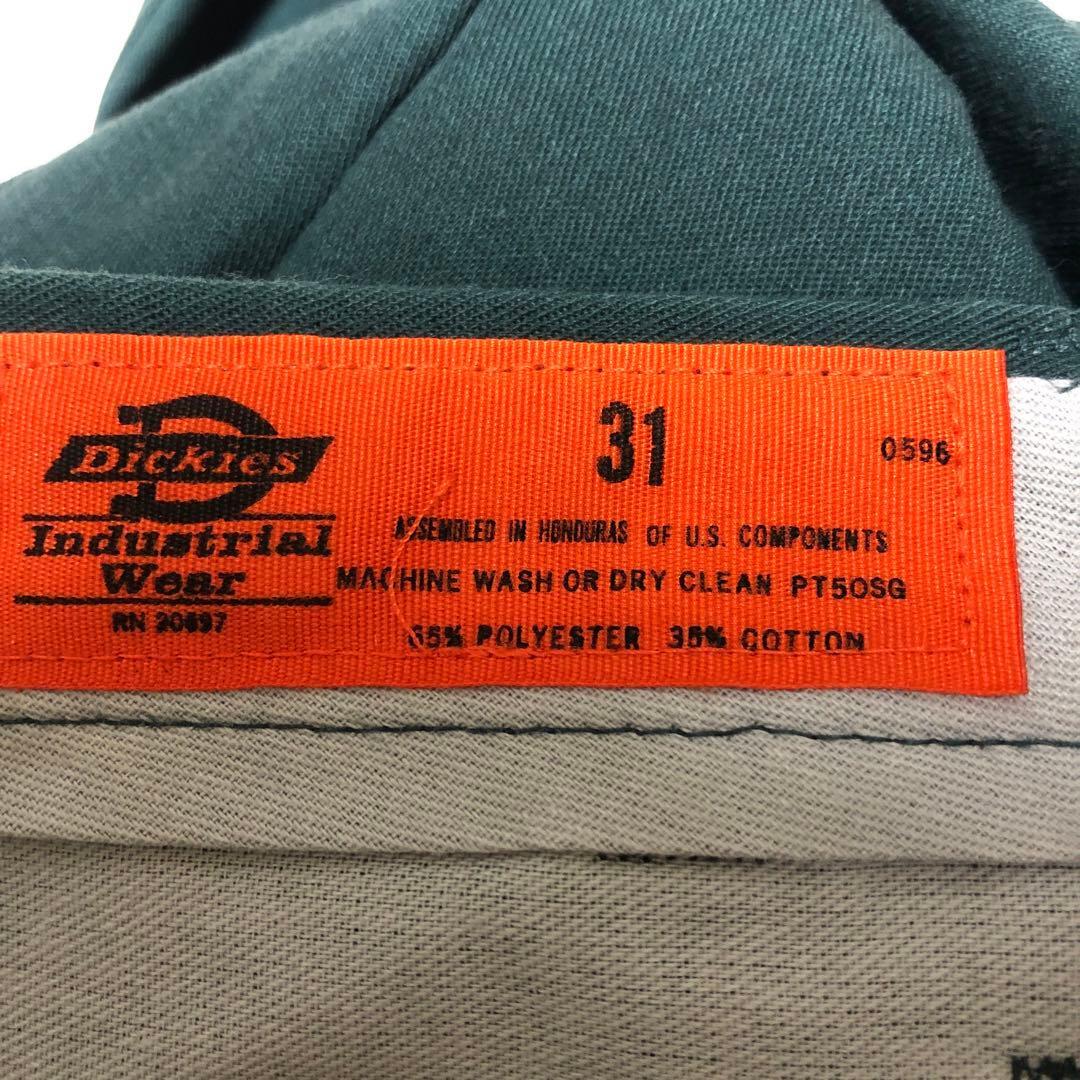 Dickies
Industrial
Wear
RN 20697
31
0596
ASSEMBLED IN HONDURAS OF U.S. COMPONENTS
MACHINE WASH OR DRY CLEAN PT50SG
65% POLYESTER 35% COTTON